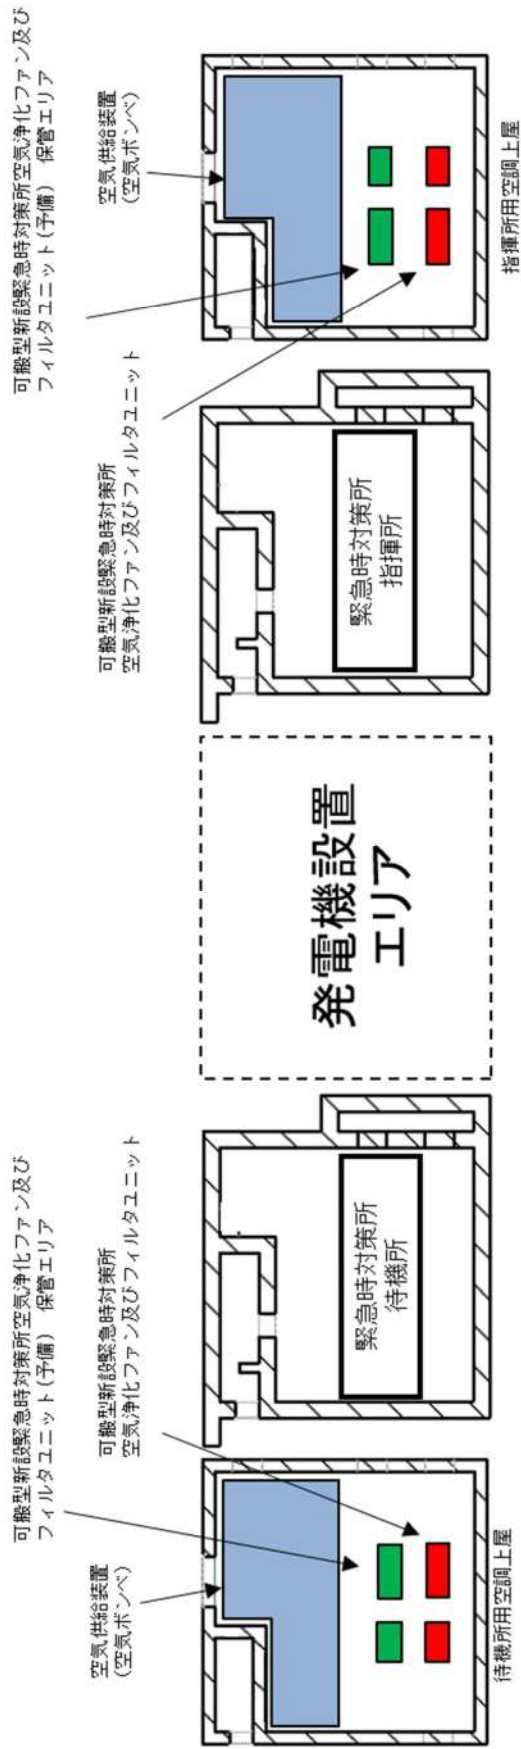 可搬型新設緊急時対策所空気浄化ファン及び
フィルタユニット(予備) 保管エリア
空気供給装置
(空気ボンベ)
可搬型新設緊急時対策所
空気浄化ファン及びフィルタユニット
待機所用空調上屋
緊急時対策所
待機所
発電機設置
エリア
緊急時対策所
指揮所
可搬型新設緊急時対策所
空気浄化ファン及びフィルタユニット
可搬型新設緊急時対策所空気浄化ファン及び
フィルタユニット(予備) 保管エリア
空気供給装置
(空気ボンベ)
指揮所用空調上屋